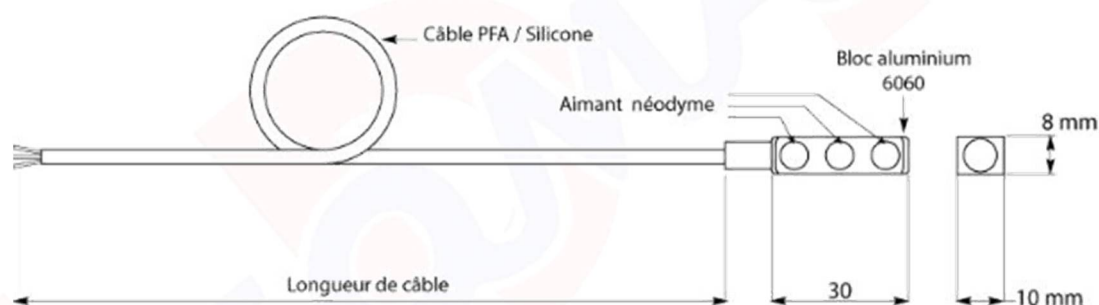 Câble PFA / Silicone
Bloc aluminium
6060
Aimant néodyme
8 mm
Longueur de câble
30
10 mm